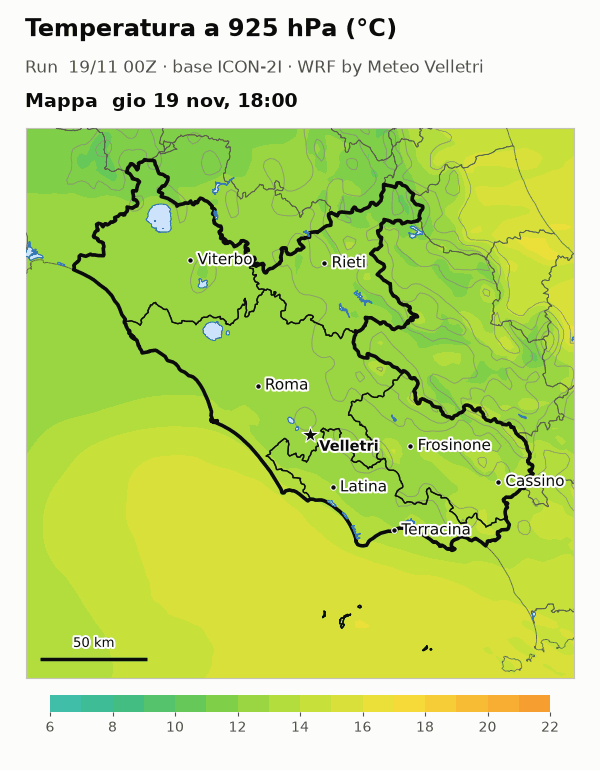 Temperatura a 925 hPa (°C)
Run  19/11 00Z · base ICON-2I · WRF by Meteo Velletri
Mappa  gio 19 nov, 18:00
Viterbo
Rieti
Roma
Velletri
Frosinone
Cassino
Latina
Terracina
50 km
6 8 10 12 14 16 18 20 22